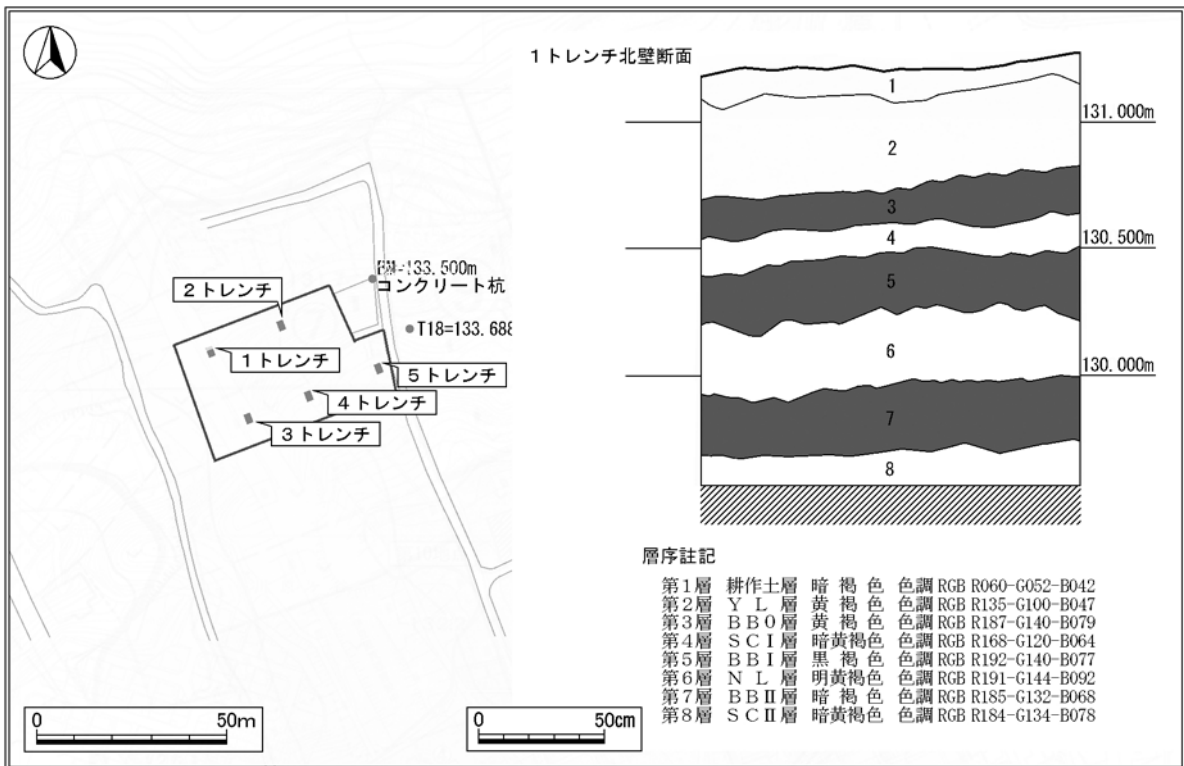 1トレンチ北壁断面
1
131.000m
2
3
4
130.500m
5
6
130.000m
7
8
BM=133.500m
コンクリート杭
2トレンチ
T18=133.688
1トレンチ
5トレンチ
4トレンチ
3トレンチ
層序註記
第1層 耕作土層 暗褐色 色調 RGB R060-G052-B042
第2層 YL層 黄褐色 色調 RGB R135-G100-B047
第3層 BB0層 黄褐色 色調 RGB R187-G140-B079
第4層 SCⅠ層 暗黄褐色 色調 RGB R168-G120-B064
第5層 BBⅠ層 黒褐色 色調 RGB R192-G140-B077
第6層 NL層 明黄褐色 色調 RGB R191-G144-B092
第7層 BBⅡ層 暗褐色 色調 RGB R185-G132-B068
第8層 SCⅡ層 暗黄褐色 色調 RGB R184-G134-B078
0 50m
0 50cm